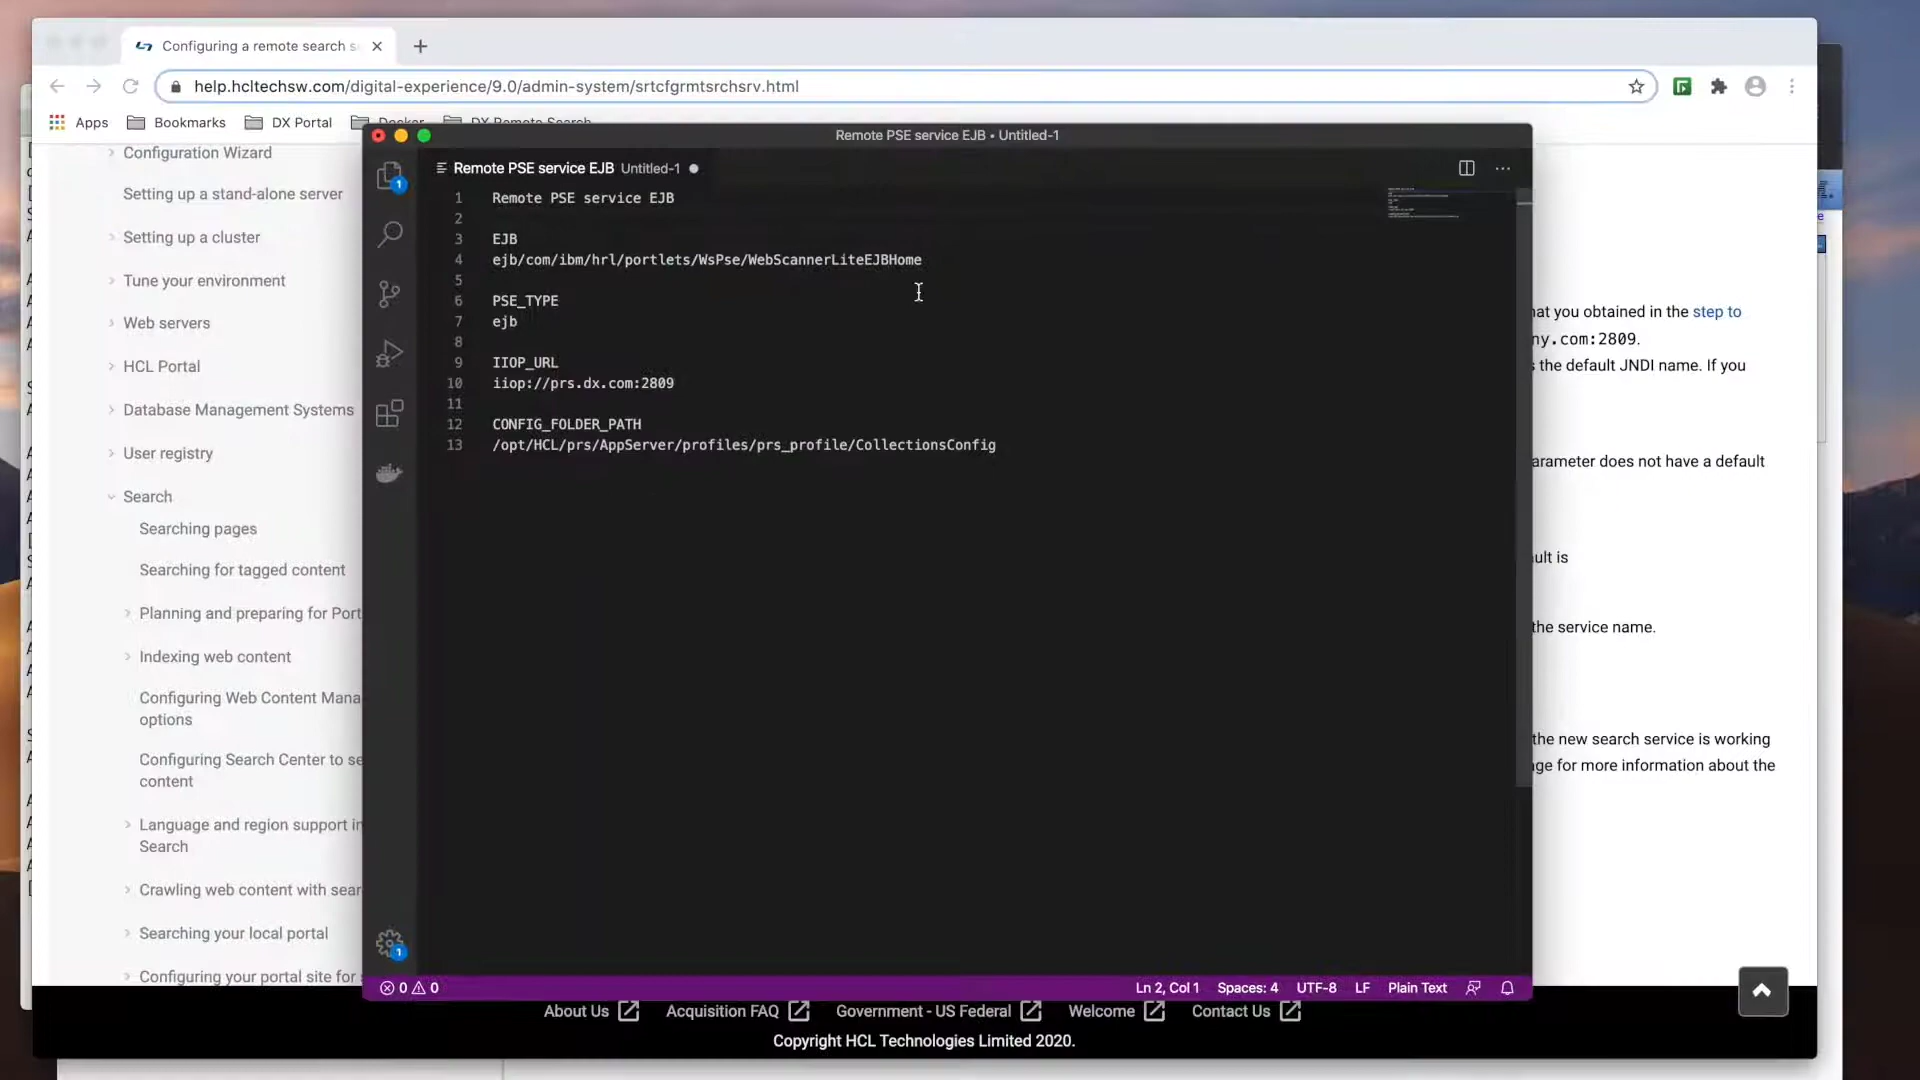 Configuring a remote search s
help.hcltechsw.com/digital-experience/9.0/admin-system/srtcfgrmtsrchsrv.html
Apps Bookmarks DX Portal Docker DX Remote Search
Remote PSE service EJB • Untitled-1
Remote PSE service EJB Untitled-1
1 Remote PSE service EJB
2
3 EJB
4 ejb/com/ibm/hrl/portlets/WsPse/WebScannerLiteEJBHome
5
6 PSE_TYPE
7 ejb
8
9 IIOP_URL
10 iiop://prs.dx.com:2809
11
12 CONFIG_FOLDER_PATH
13 /opt/HCL/prs/AppServer/profiles/prs_profile/CollectionsConfig
1
1
Configuration Wizard
Setting up a stand-alone server
Setting up a cluster
Tune your environment
Web servers
HCL Portal
Database Management Systems
User registry
Search
Searching pages
Searching for tagged content
Planning and preparing for Port
Indexing web content
Configuring Web Content Mana
options
Configuring Search Center to se
content
Language and region support in
Search
Crawling web content with sear
Searching your local portal
Configuring your portal site for s
hat you obtained in the step to
ny.com:2809.
s the default JNDI name. If you
arameter does not have a default
ult is
the service name.
the new search service is working
ge for more information about the
0 0
Ln 2, Col 1 Spaces: 4 UTF-8 LF Plain Text
About Us Acquisition FAQ Government - US Federal Welcome Contact Us
Copyright HCL Technologies Limited 2020.